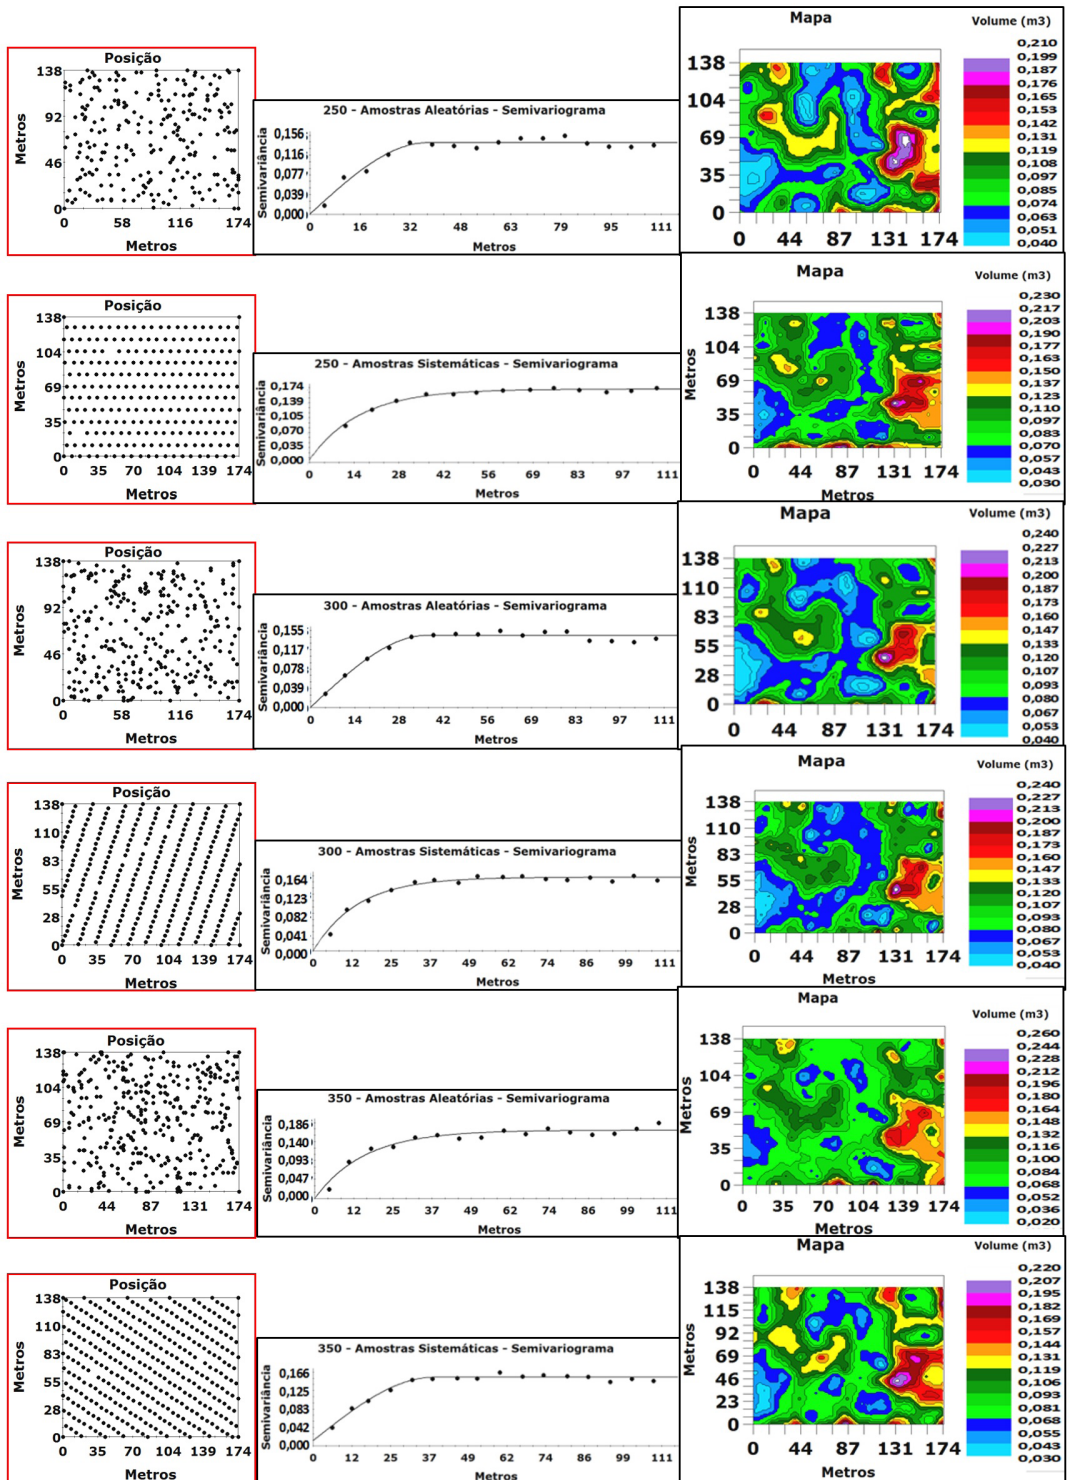 Posição
138
92
46
0
Metros
0 58 116 174
Metros
250 - Amostras Aleatórias - Semivariograma
0,156
0,116
0,077
0,039
0,000
Semivariância
0 16 32 48 63 79 95 111
Metros
Mapa
138
104
69
35
0
0 44 87 131 174
Volume (m3)
0,210
0,199
0,187
0,176
0,165
0,153
0,142
0,131
0,119
0,108
0,097
0,085
0,074
0,063
0,051
0,040
Posição
138
104
69
35
0
Metros
0 35 70 104 139 174
Metros
250 - Amostras Sistemáticas - Semivariograma
0,174
0,139
0,105
0,070
0,035
0,000
Semivariância
0 14 28 41 55 69 83 97 111
Metros
Mapa
138
104
69
35
0
Metros
0 44 87 131 174
Metros
Volume (m3)
0,230
0,217
0,203
0,190
0,177
0,163
0,150
0,137
0,123
0,110
0,097
0,083
0,070
0,057
0,043
0,030
Posição
138
92
46
0
Metros
0 58 116 174
Metros
300 - Amostras Aleatórias - Semivariograma
0,155
0,117
0,078
0,039
0,000
Semivariância
0 14 28 41 55 69 83 97 111
Metros
Mapa
138
110
83
55
28
0
0 44 87 131 174
Volume (m3)
0,240
0,227
0,213
0,200
0,187
0,173
0,160
0,147
0,133
0,120
0,107
0,093
0,080
0,067
0,053
0,040
Posição
138
110
83
55
28
0
Metros
0 35 70 104 139 174
Metros
300 - Amostras Sistemáticas - Semivariograma
0,164
0,123
0,082
0,041
0,000
Semivariância
0 12 25 37 49 62 74 86 99 111
Metros
Mapa
138
110
83
55
28
0
Metros
0 44 87 131 174
Metros
Volume (m3)
0,240
0,227
0,213
0,200
0,187
0,173
0,160
0,147
0,133
0,120
0,107
0,093
0,080
0,067
0,053
0,040
Posição
138
104
69
35
0
Metros
0 44 87 131 174
Metros
350 - Amostras Aleatórias - Semivariograma
0,186
0,140
0,093
0,047
0,000
Semivariância
0 12 25 37 49 62 74 86 99 111
Metros
Mapa
138
104
69
35
0
Metros
0 35 70 104 139 174
Metros
Volume (m3)
0,260
0,244
0,228
0,212
0,196
0,180
0,164
0,148
0,132
0,116
0,100
0,084
0,068
0,052
0,036
0,020
Posição
138
110
83
55
28
0
Metros
0 35 70 104 139 174
Metros
350 - Amostras Sistemáticas - Semivariograma
0,166
0,125
0,083
0,042
0,000
Semivariância
0 16 32 48 63 79 95 111
Metros
Mapa
138
115
92
69
46
23
0
Metros
0 44 87 131 174
Metros
Volume (m3)
0,220
0,207
0,195
0,182
0,169
0,157
0,144
0,131
0,119
0,106
0,093
0,081
0,068
0,055
0,043
0,030